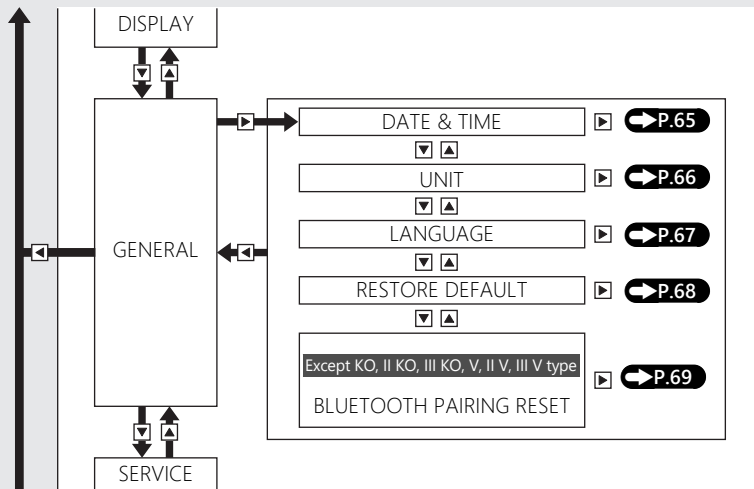 DISPLAY
GENERAL
DATE & TIME
P.65
UNIT
P.66
LANGUAGE
P.67
RESTORE DEFAULT
P.68
Except KO, II KO, III KO, V, II V, III V type
BLUETOOTH PAIRING RESET
P.69
SERVICE